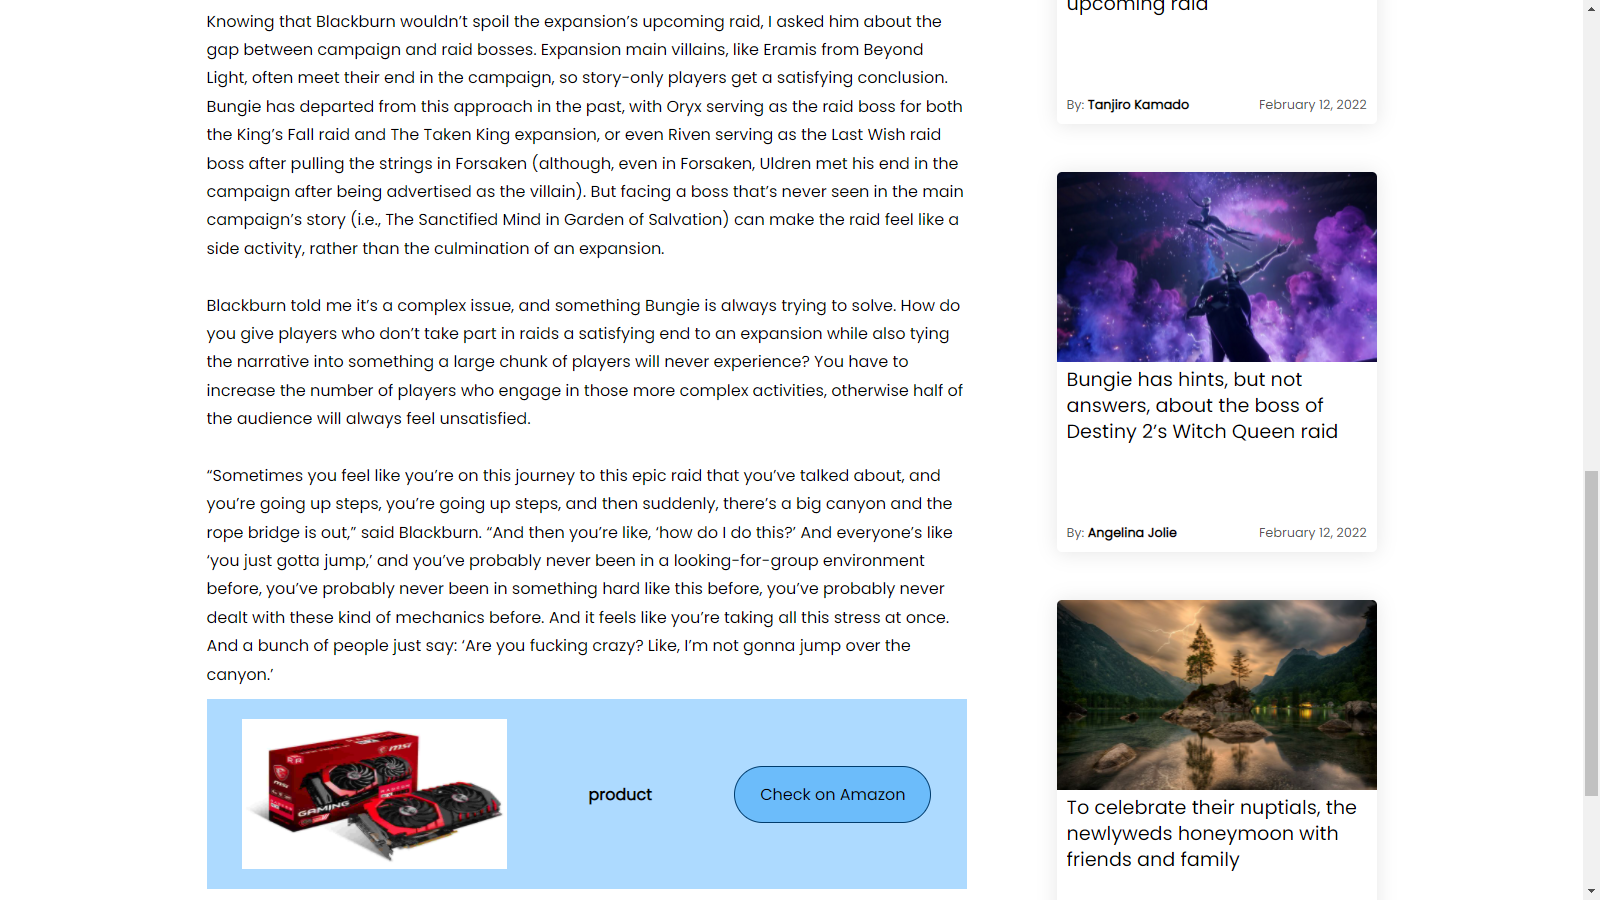 Knowing that Blackburn wouldn’t spoil the expansion’s upcoming raid, I asked him about the
gap between campaign and raid bosses. Expansion main villains, like Eramis from Beyond
Light, often meet their end in the campaign, so story-only players get a satisfying conclusion.
Bungie has departed from this approach in the past, with Oryx serving as the raid boss for both
the King’s Fall raid and The Taken King expansion, or even Riven serving as the Last Wish raid
boss after pulling the strings in Forsaken (although, even in Forsaken, Uldren met his end in the
campaign after being advertised as the villain). But facing a boss that’s never seen in the main
campaign’s story (i.e., The Sanctified Mind in Garden of Salvation) can make the raid feel like a
side activity, rather than the culmination of an expansion.
Blackburn told me it’s a complex issue, and something Bungie is always trying to solve. How do
you give players who don’t take part in raids a satisfying end to an expansion while also tying
the narrative into something a large chunk of players will never experience? You have to
increase the number of players who engage in those more complex activities, otherwise half of
the audience will always feel unsatisfied.
“Sometimes you feel like you’re on this journey to this epic raid that you’ve talked about, and
you’re going up steps, you’re going up steps, and then suddenly, there’s a big canyon and the
rope bridge is out,” said Blackburn. “And then you’re like, ‘how do I do this?’ And everyone’s like
‘you just gotta jump,’ and you’ve probably never been in a looking-for-group environment
before, you’ve probably never been in something hard like this before, you’ve probably never
dealt with these kind of mechanics before. And it feels like you’re taking all this stress at once.
And a bunch of people just say: ‘Are you fucking crazy? Like, I’m not gonna jump over the
canyon.’
msi
GAMING
product
Check on Amazon
upcoming raid
By: Tanjiro Kamado
February 12, 2022
Bungie has hints, but not
answers, about the boss of
Destiny 2’s Witch Queen raid
By: Angelina Jolie
February 12, 2022
To celebrate their nuptials, the
newlyweds honeymoon with
friends and family